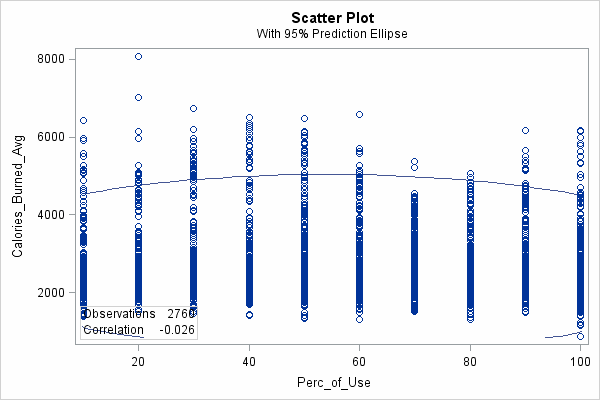 Scatter Plot
With 95% Prediction Ellipse
Calories_Burned_Avg
8000
6000
4000
2000
Observations 2766
Correlation -0.026
20 40 60 80 100
Perc_of_Use